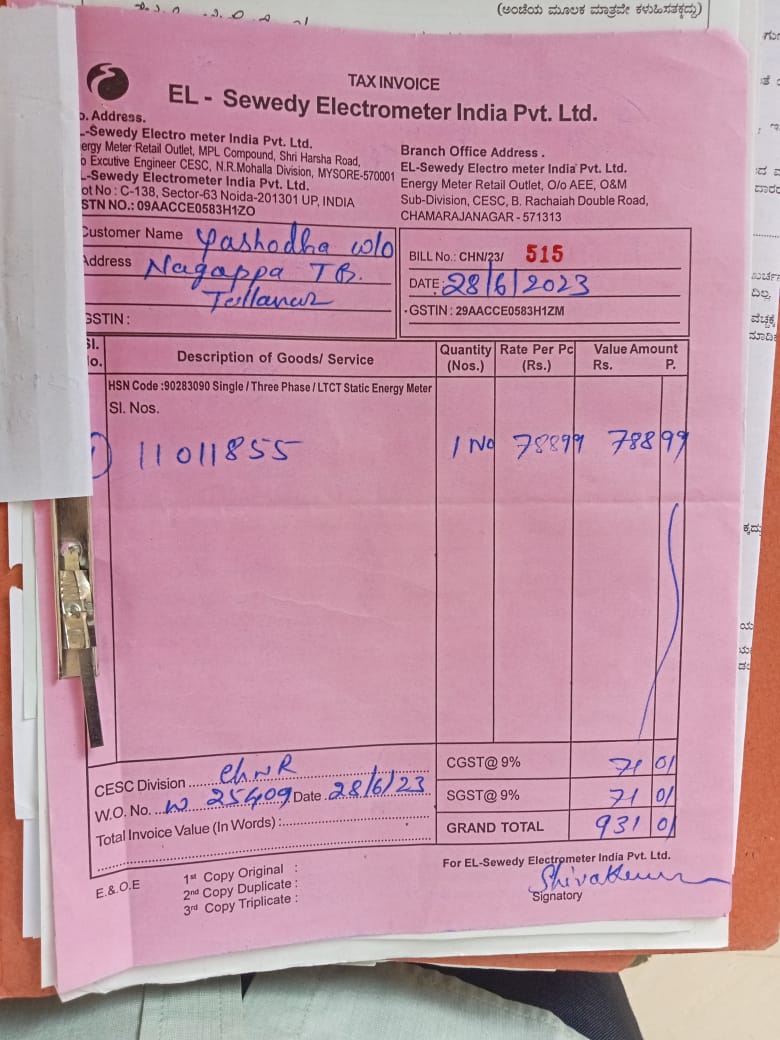 (ಅಂಚೆಯ ಮೂಲಕ ಮಾತ್ರವೇ ಕಳುಹಿಸತಕ್ಕದ್ದು)
TAX INVOICE
EL - Sewedy Electrometer India Pvt. Ltd.
o. Address.
L-Sewedy Electro meter India Pvt. Ltd.
ergy Meter Retail Outlet, MPL Compound, Shri Harsha Road,
o Excutive Engineer CESC, N.R.Mohalla Division, MYSORE-570001
L-Sewedy Electrometer India Pvt. Ltd.
ot No : C-138, Sector-63 Noida-201301 UP, INDIA
STN NO.: 09AACCE0583H1ZO
Branch Office Address .
EL-Sewedy Electro meter India Pvt. Ltd.
Energy Meter Retail Outlet, O/o AEE, O&M
Sub-Division, CESC, B. Rachaiah Double Road,
CHAMARAJANAGAR - 571313
Customer Name Yashodha w/o
Address Nagappa T B.
GSTIN :
BILL No.: CHN/23/ 515
DATE: 28/6/2023
GSTIN : 29AACCE0583H1ZM
Sl. No. Description of Goods/ Service Quantity (Nos.) Rate Per Pc (Rs.) Value Amount Rs. P.
HSN Code :90283090 Single / Three Phase / LTCT Static Energy Meter
Sl. Nos.
1) 11011855 1 No 78899 788 99
CGST@ 9% 71 01
SGST@ 9% 71 01
GRAND TOTAL 931 01
CESC Division ChNR
W.O. No. W 25409 Date 28/6/23
Total Invoice Value (In Words) :
E.& O.E
1st Copy Original :
2nd Copy Duplicate :
3rd Copy Triplicate :
For EL-Sewedy Electrometer India Pvt. Ltd.
Signatory